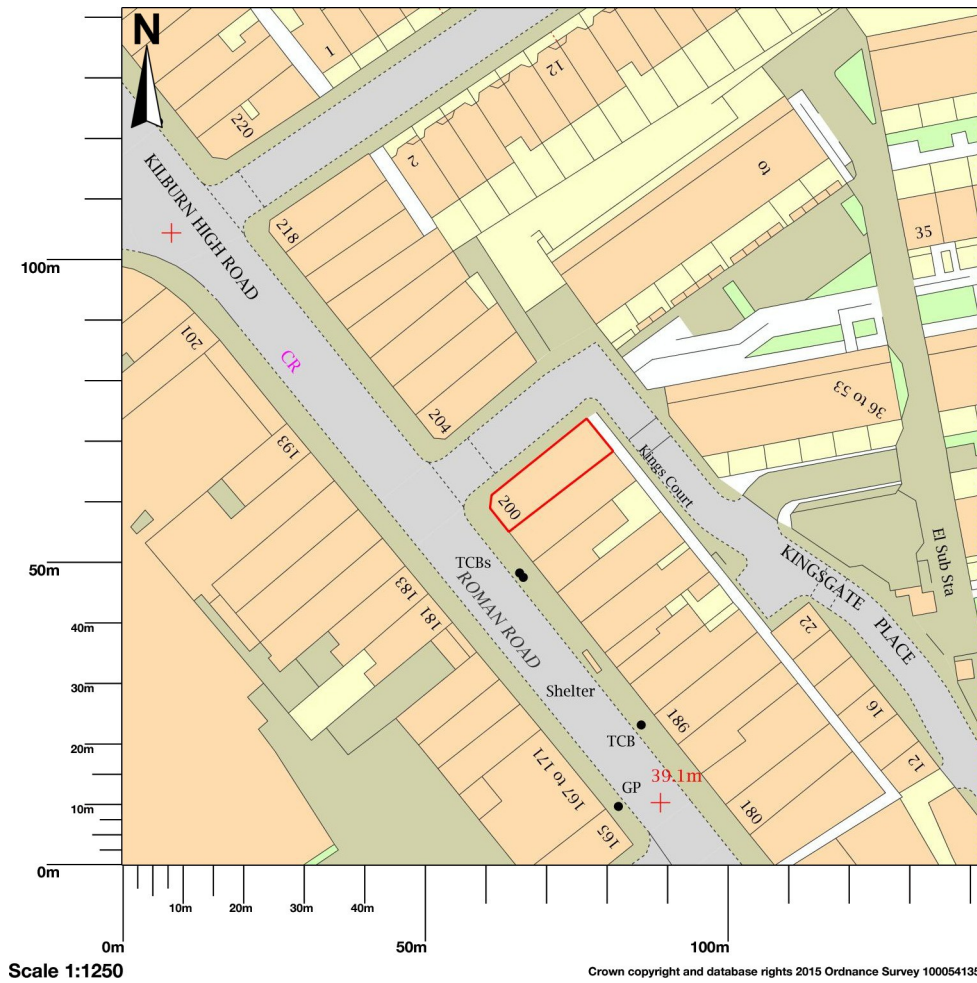 N
1
12
220
2
to
KILBURN HIGH ROAD
218
35
100m
201
CR
36 to 53
204
193
Kings Court
200
El Sub Sta
TCBs
50m
KINGSGATE PLACE
ROMAN ROAD
183
181
22
40m
30m
Shelter
186
16
TCB
20m
12
39.1m
167 to 171
GP
10m
180
165
0m
10m
20m
30m
40m
0m
50m
100m
Scale 1:1250
Crown copyright and database rights 2015 Ordnance Survey 100054135